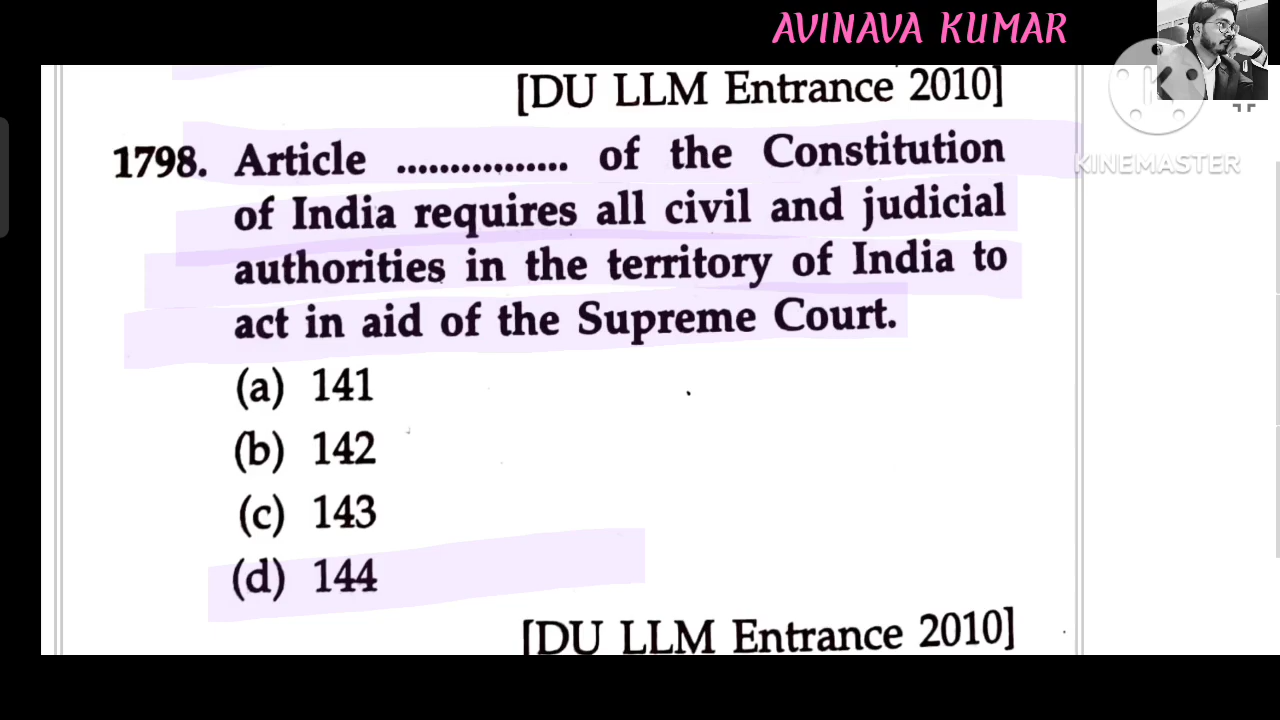 AVINAVA KUMAR
[DU LLM Entrance 2010]
KINEMASTER
1798. Article ................ of the Constitution
of India requires all civil and judicial
authorities in the territory of India to
act in aid of the Supreme Court.
(a) 141
(b) 142
(c) 143
(d) 144
[DU LLM Entrance 2010]